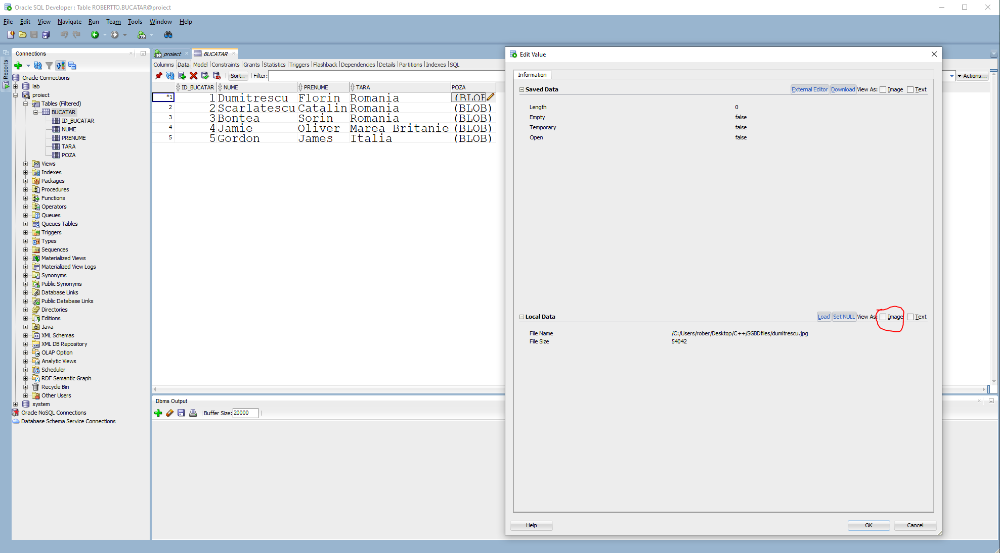 Oracle SQL Developer : Table ROBERTTO.BUCATAR@proiect
File Edit View Navigate Run Team Tools Window Help
Reports
Connections
Oracle Connections
lab
proiect
Tables (Filtered)
BUCATAR
ID_BUCATAR
NUME
PRENUME
TARA
POZA
Views
Indexes
Packages
Procedures
Functions
Operators
Queues
Queues Tables
Triggers
Types
Sequences
Materialized Views
Materialized View Logs
Synonyms
Public Synonyms
Database Links
Public Database Links
Directories
Editions
Java
XML Schemas
XML DB Repository
OLAP Option
Analytic Views
Scheduler
RDF Semantic Graph
Recycle Bin
Other Users
system
Oracle NoSQL Connections
Database Schema Service Connections
proiect BUCATAR
Columns Data Model Constraints Grants Statistics Triggers Flashback Dependencies Details Partitions Indexes SQL
Sort.. Filter: Actions...
ID_BUCATAR NUME PRENUME TARA POZA
*1 1 Dumitrescu Florin Romania (BLOB
2 2 Scarlatescu Catalin Romania (BLOB)
3 3 Bontea Sorin Romania (BLOB)
4 4 Jamie Oliver Marea Britanie (BLOB)
5 5 Gordon James Italia (BLOB)
Dbms Output
Buffer Size: 20000
Edit Value
Information
Saved Data External Editor Download View As: Image Text
Length 0
Empty false
Temporary false
Open false
Local Data Load Set NULL View As: Image Text
File Name /C:/Users/rober/Desktop/C++/SGBDfiles/dumitrescu.jpg
File Size 54042
Help OK Cancel